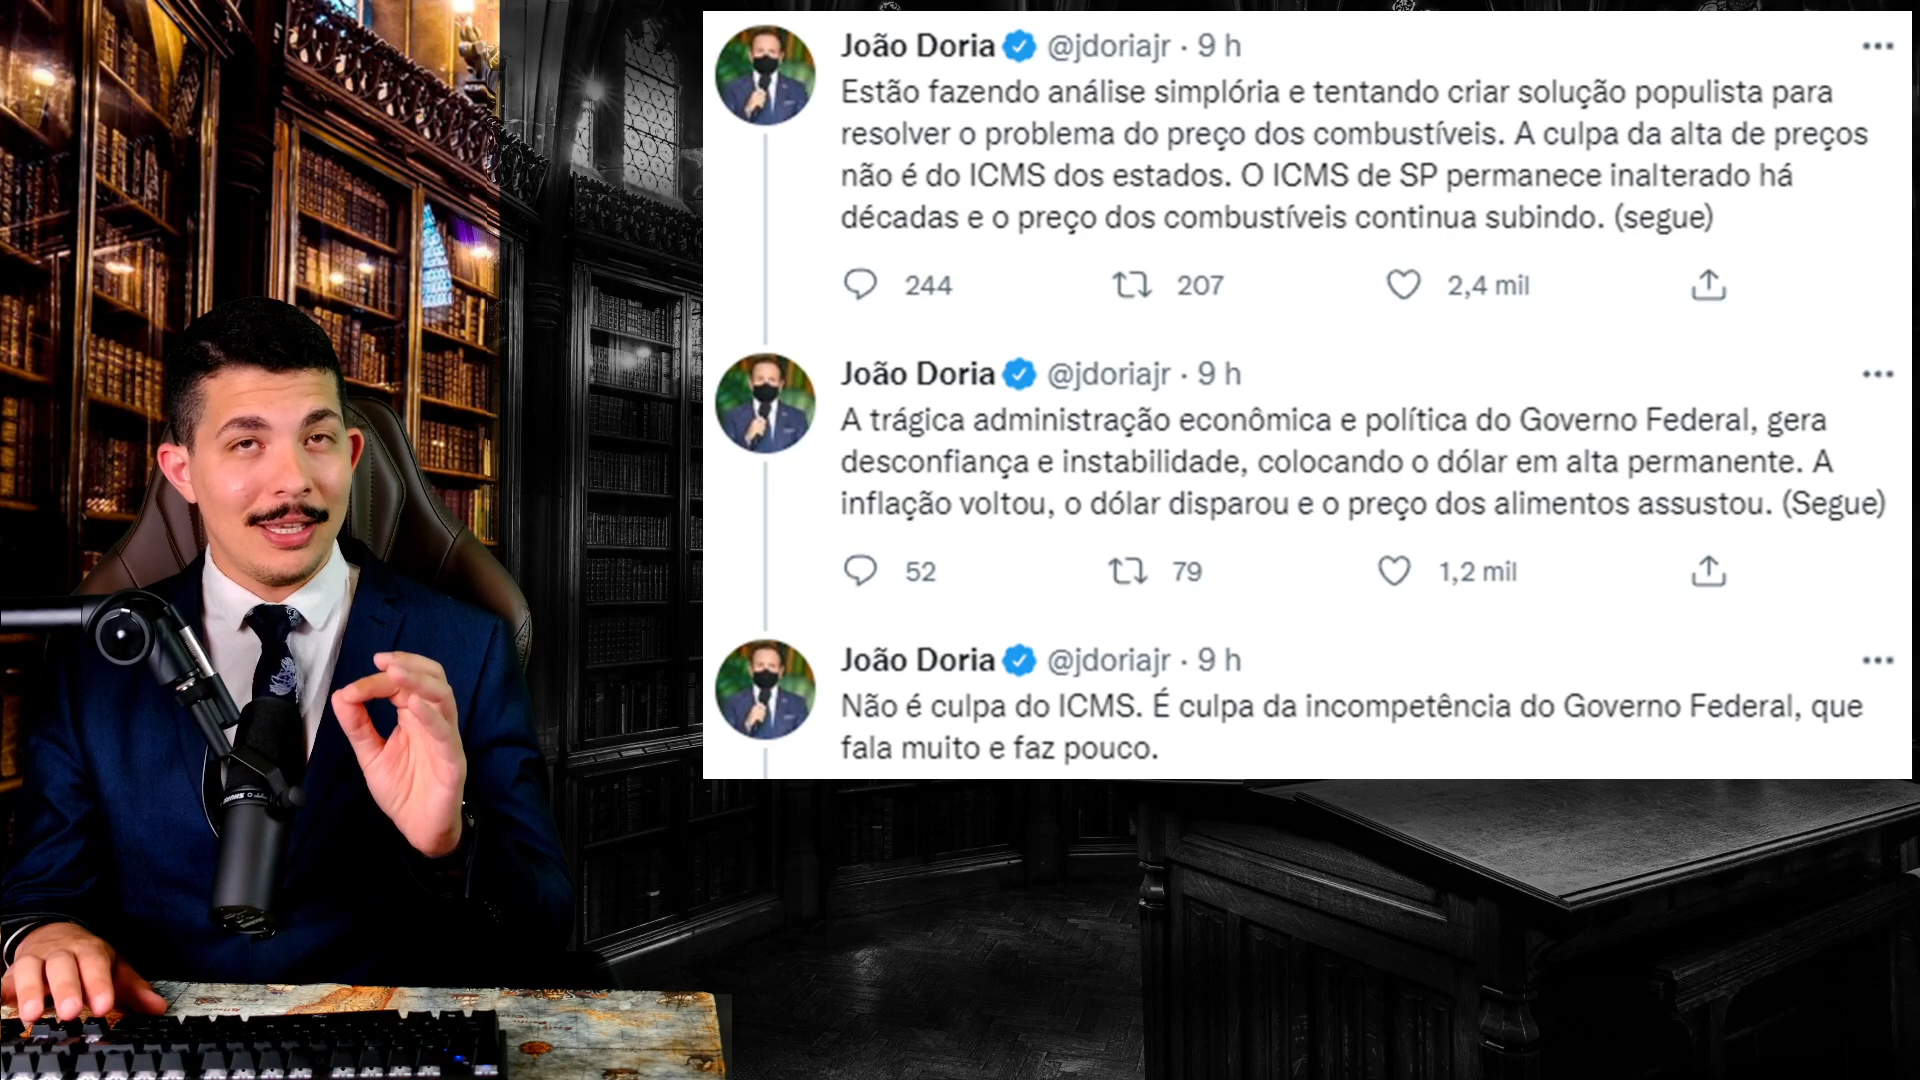 João Doria @jdoriajr · 9 h
Estão fazendo análise simplória e tentando criar solução populista para
resolver o problema do preço dos combustíveis. A culpa da alta de preços
não é do ICMS dos estados. O ICMS de SP permanece inalterado há
décadas e o preço dos combustíveis continua subindo. (segue)
244 207 2,4 mil
João Doria @jdoriajr · 9 h
A trágica administração econômica e política do Governo Federal, gera
desconfiança e instabilidade, colocando o dólar em alta permanente. A
inflação voltou, o dólar disparou e o preço dos alimentos assustou. (Segue)
52 79 1,2 mil
João Doria @jdoriajr · 9 h
Não é culpa do ICMS. É culpa da incompetência do Governo Federal, que
fala muito e faz pouco.